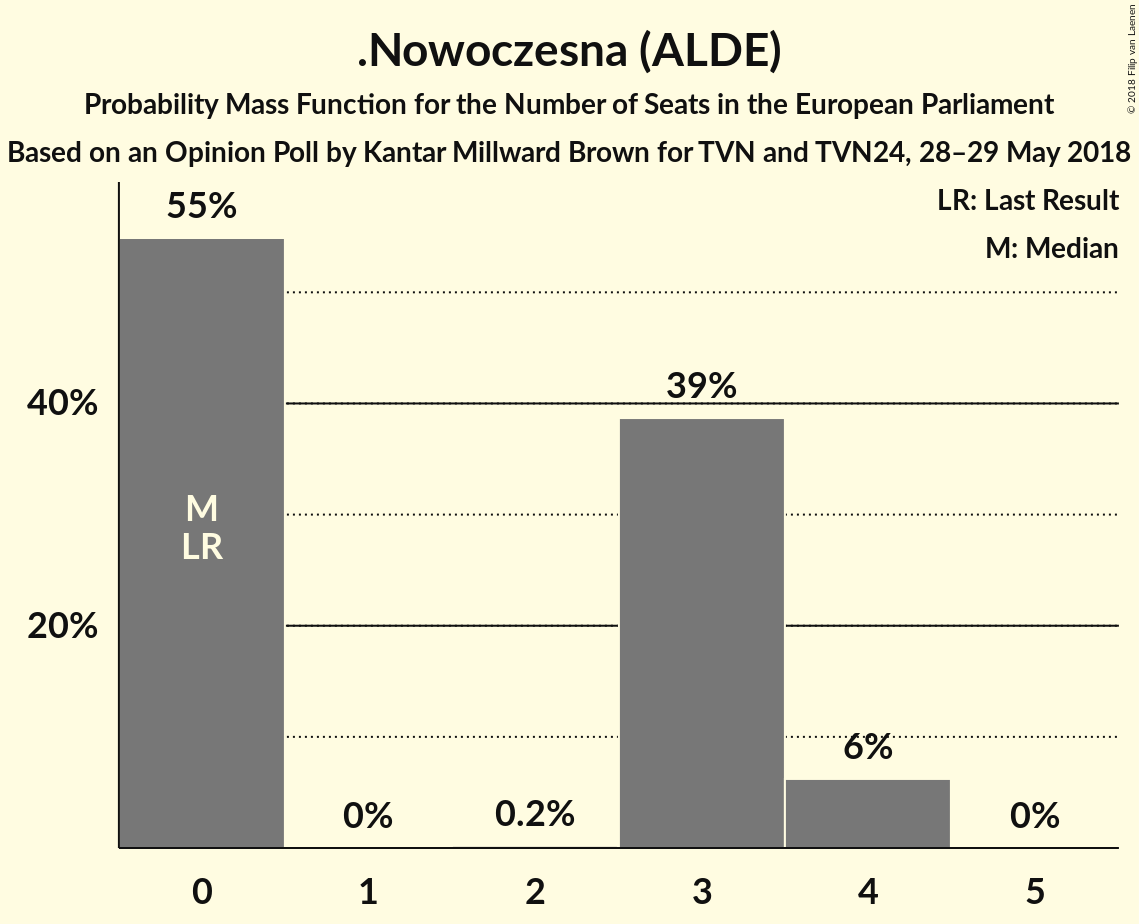 .Nowoczesna (ALDE)
Probability Mass Function for the Number of Seats in the European Parliament
Based on an Opinion Poll by Kantar Millward Brown for TVN and TVN24, 28–29 May 2018
© 2018 Filip van Laenen
LR: Last Result
M: Median
55%
39%
40%
M
LR
20%
6%
0%
0.2%
0%
0
1
2
3
4
5